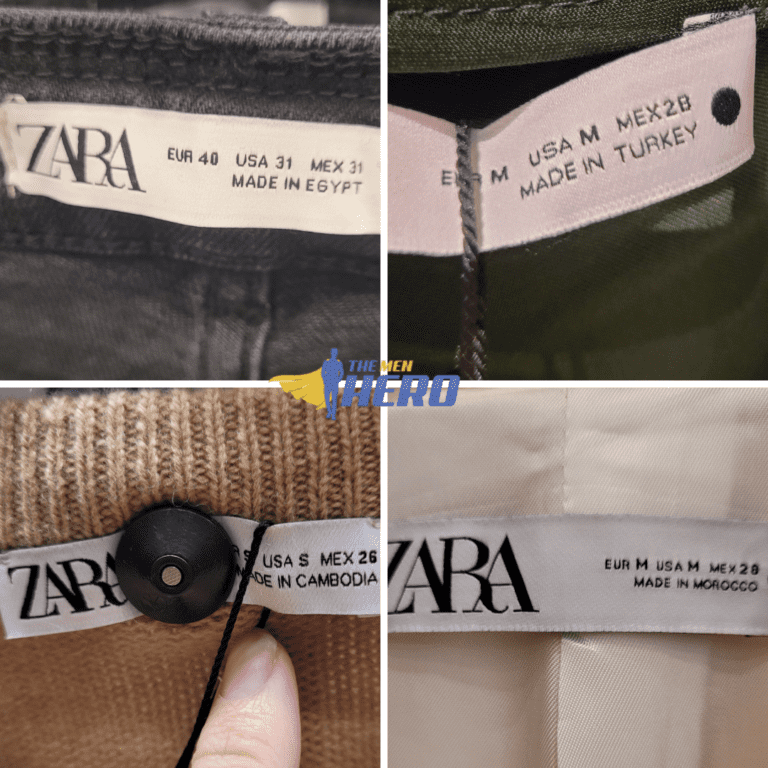 ZARA
EUR 40 USA 31 MEX 31
MADE IN EGYPT
M USA M MEX 28
MADE IN TURKEY
THE MEN
HERO
ZARA
S USA S MEX 26
MADE IN CAMBODIA
ZARA
EUR M USA M MEX 28
MADE IN MOROCCO